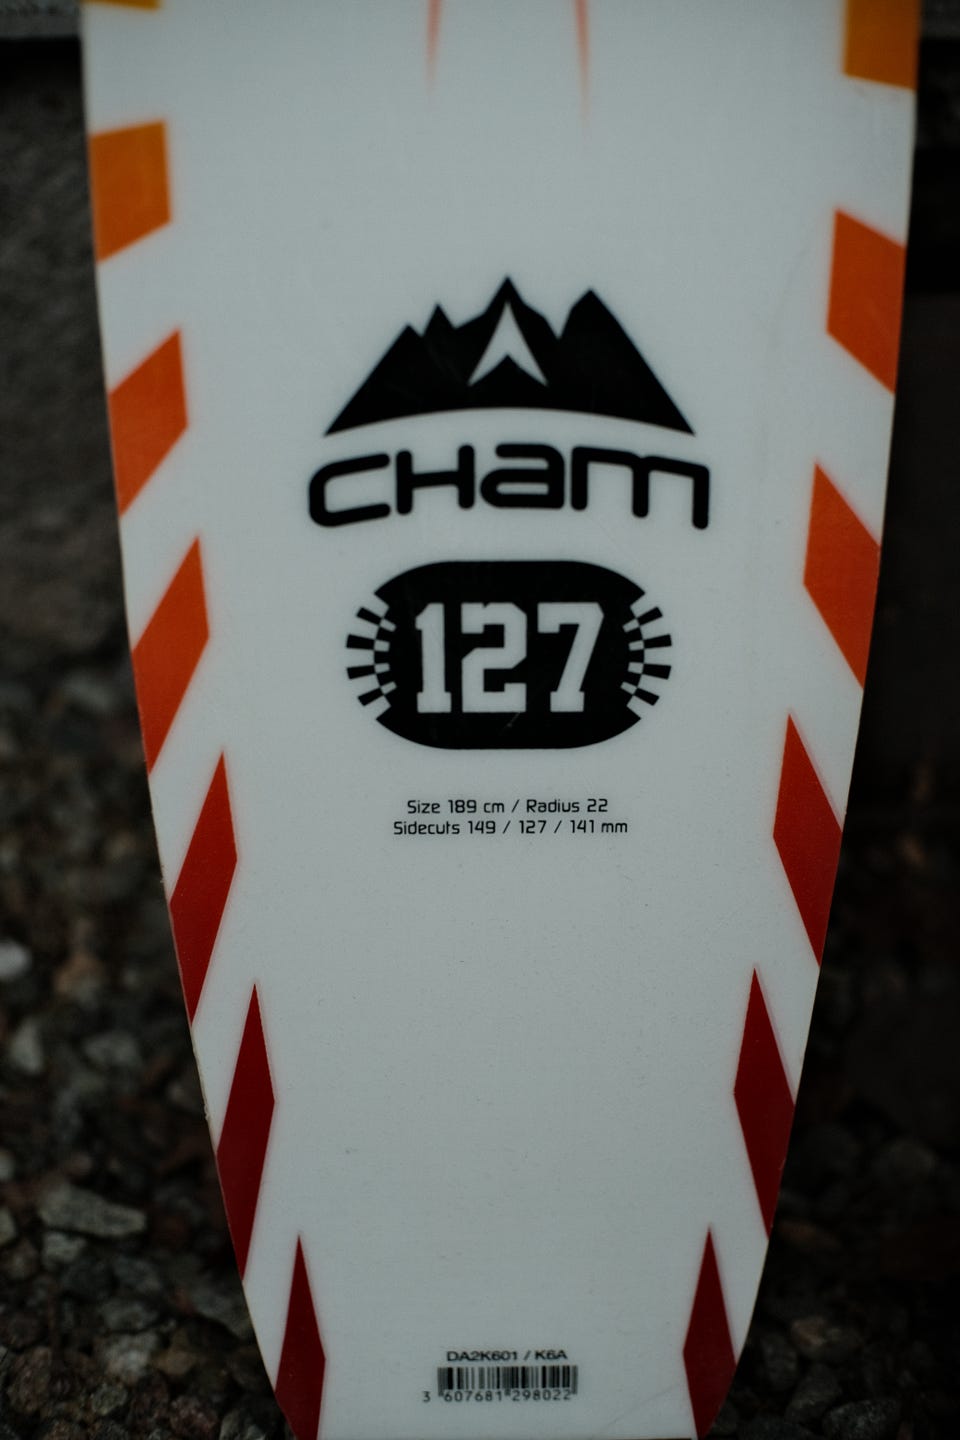 CHAM
127
Size 189 cm / Radius 22
Sidecuts 149 / 127 / 141 mm
DA2K601 / K6A
3 607681 298022